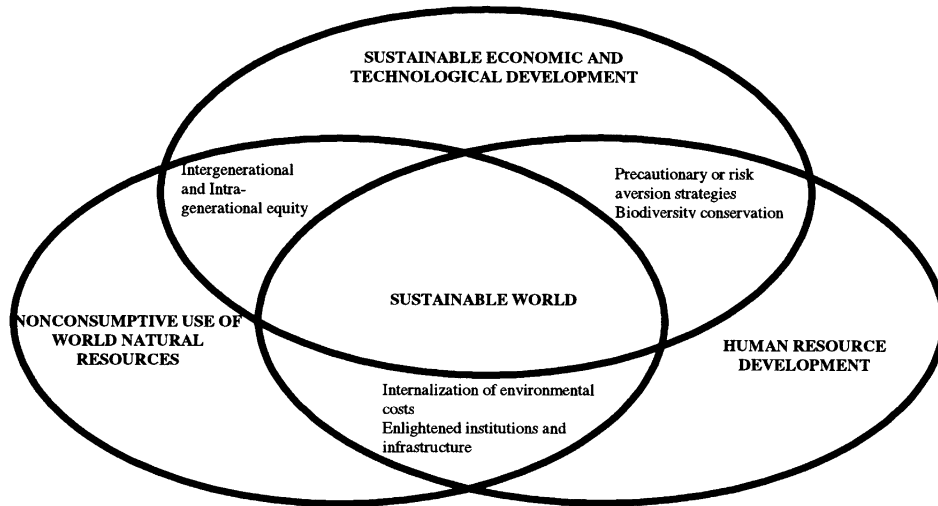 SUSTAINABLE ECONOMIC AND
TECHNOLOGICAL DEVELOPMENT
Intergenerational
and Intra-
generational equity
Precautionary or risk
aversion strategies
Biodiversity conservation
SUSTAINABLE WORLD
NONCONSUMPTIVE USE OF
WORLD NATURAL
RESOURCES
HUMAN RESOURCE
DEVELOPMENT
Internalization of environmental
costs
Enlightened institutions and
infrastructure